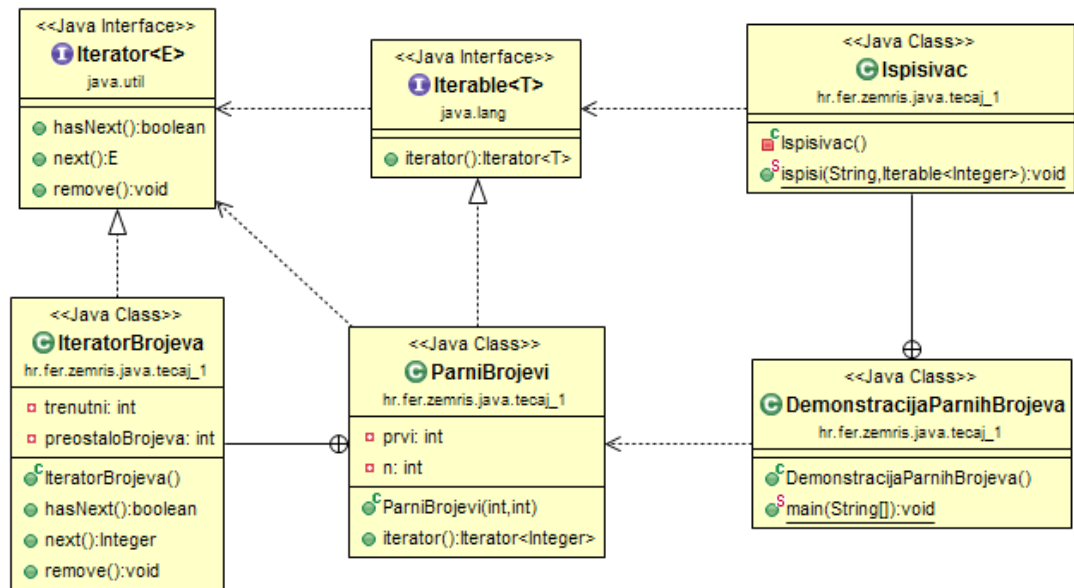 <<Java Interface>>
Iterator<E>
java.util
hasNext():boolean
next():E
remove():void
<<Java Interface>>
Iterable<T>
java.lang
iterator():Iterator<T>
<<Java Class>>
Ispisivac
hr.fer.zemris.java.tecaj_1
Ispisivac()
ispisi(String,Iterable<Integer>):void
<<Java Class>>
IteratorBrojeva
hr.fer.zemris.java.tecaj_1
trenutni: int
preostaloBrojeva: int
IteratorBrojeva()
hasNext():boolean
next():Integer
remove():void
<<Java Class>>
ParniBrojevi
hr.fer.zemris.java.tecaj_1
prvi: int
n: int
ParniBrojevi(int,int)
iterator():Iterator<Integer>
<<Java Class>>
DemonstracijaParnihBrojeva
hr.fer.zemris.java.tecaj_1
DemonstracijaParnihBrojeva()
main(String[]):void